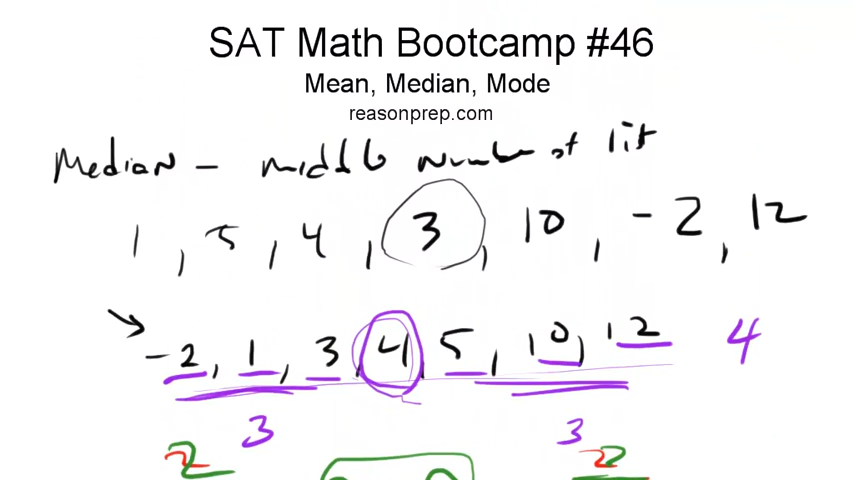 SAT Math Bootcamp #46
Mean, Median, Mode
reasonprep.com
Median - middle number of list
1, 5, 4, 3, 10, -2, 12
-2, 1, 3, 4, 5, 10, 12 4
3 3
2 22